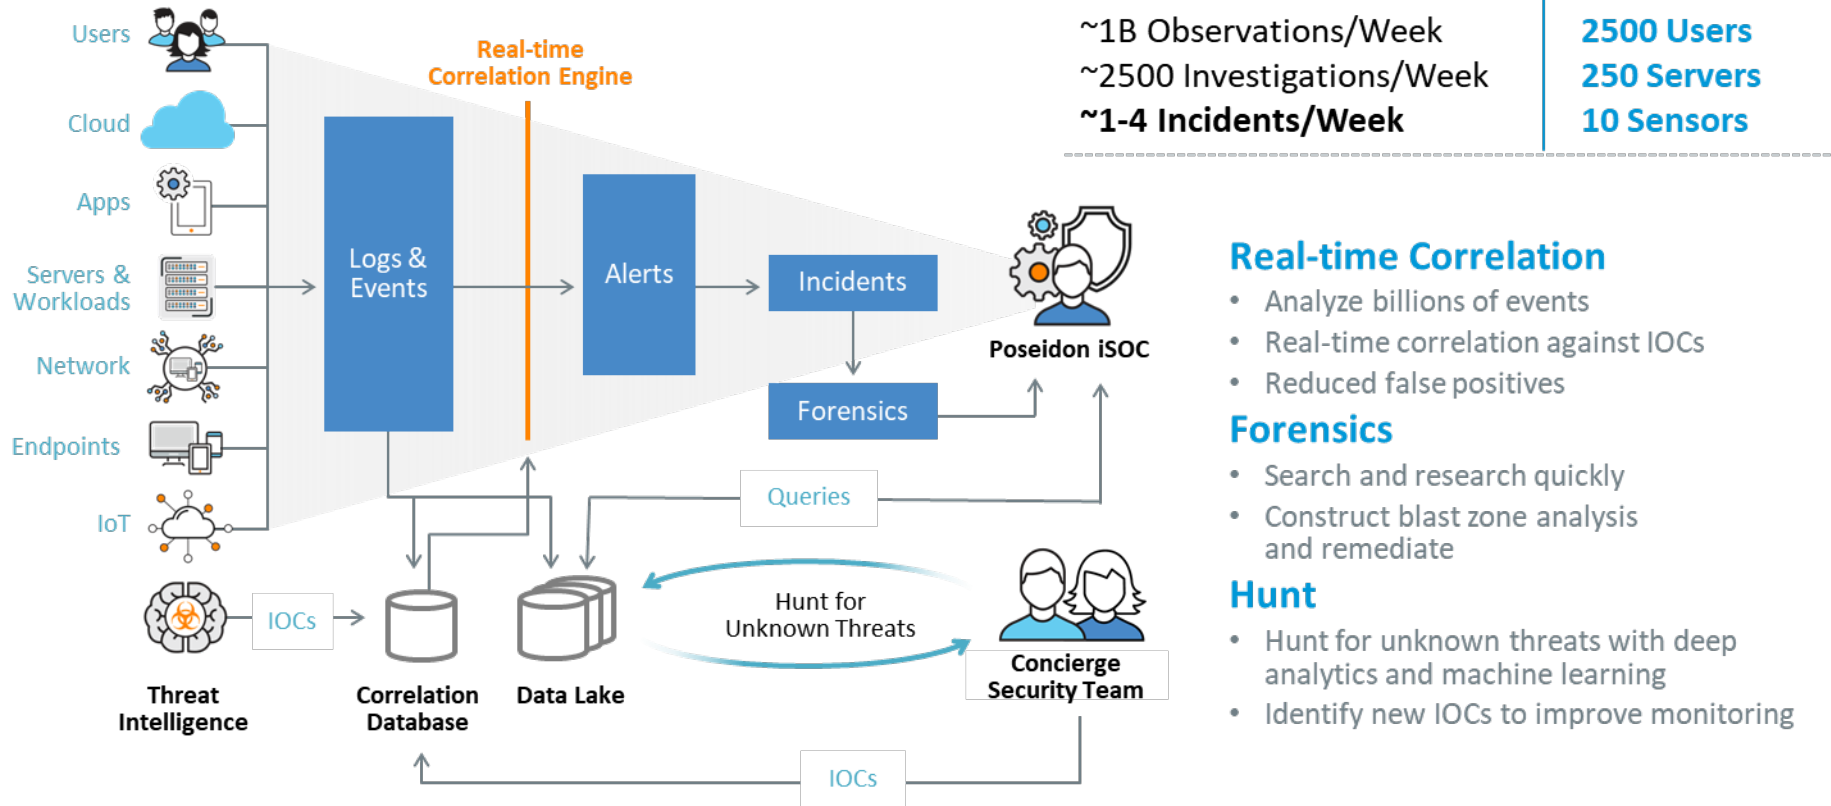 Users
Cloud
Apps
Servers &
Workloads
Network
Endpoints
IoT
Real-time
Correlation Engine
Logs &
Events
Alerts
Incidents
Forensics
Poseidon iSOC
Queries
Threat
Intelligence
IOCs
Correlation
Database
Data Lake
Hunt for
Unknown Threats
Concierge
Security Team
IOCs
~1B Observations/Week
~2500 Investigations/Week
~1-4 Incidents/Week
2500 Users
250 Servers
10 Sensors
Real-time Correlation
• Analyze billions of events
• Real-time correlation against IOCs
• Reduced false positives
Forensics
• Search and research quickly
• Construct blast zone analysis
and remediate
Hunt
• Hunt for unknown threats with deep
analytics and machine learning
• Identify new IOCs to improve monitoring